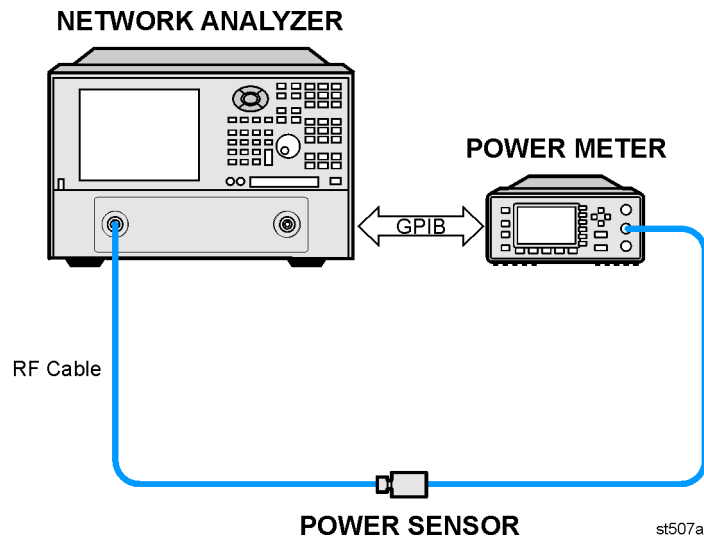 NETWORK ANALYZER
POWER METER
GPIB
RF Cable
POWER SENSOR
st507a